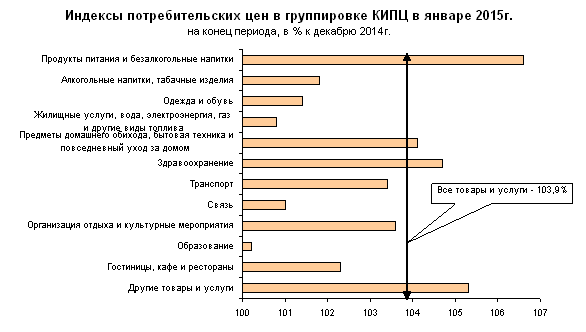 Индексы потребительских цен в группировке КИПЦ в январе 2015г.
на конец периода, в % к декабрю 2014г.
Продукты питания и безалкогольные напитки
Алкогольные напитки, табачные изделия
Одежда и обувь
Жилищные услуги, вода, электроэнергия, газ
и другие виды топлива
Предметы домашнего обихода, бытовая техника и
повседневный уход за домом
Здравоохранение
Транспорт
Все товары и услуги - 103,9%
Связь
Организация отдыха и культурные мероприятия
Образование
Гостиницы, кафе и рестораны
Другие товары и услуги
100 101 102 103 104 105 106 107